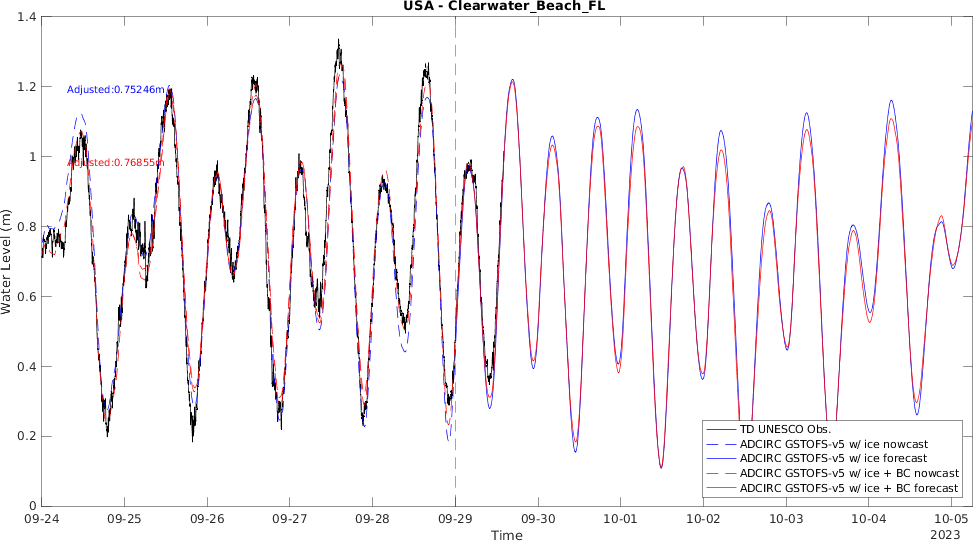 USA - Clearwater_Beach_FL
1.4
1.2
1
0.8
0.6
0.4
0.2
0
Water Level (m)
Adjusted:0.75246m
Adjusted:0.76855m
TD UNESCO Obs.
ADCIRC GSTOFS-v5 w/ ice nowcast
ADCIRC GSTOFS-v5 w/ ice forecast
ADCIRC GSTOFS-v5 w/ ice + BC nowcast
ADCIRC GSTOFS-v5 w/ ice + BC forecast
09-24 09-25 09-26 09-27 09-28 09-29 09-30 10-01 10-02 10-03 10-04 10-05
Time
2023